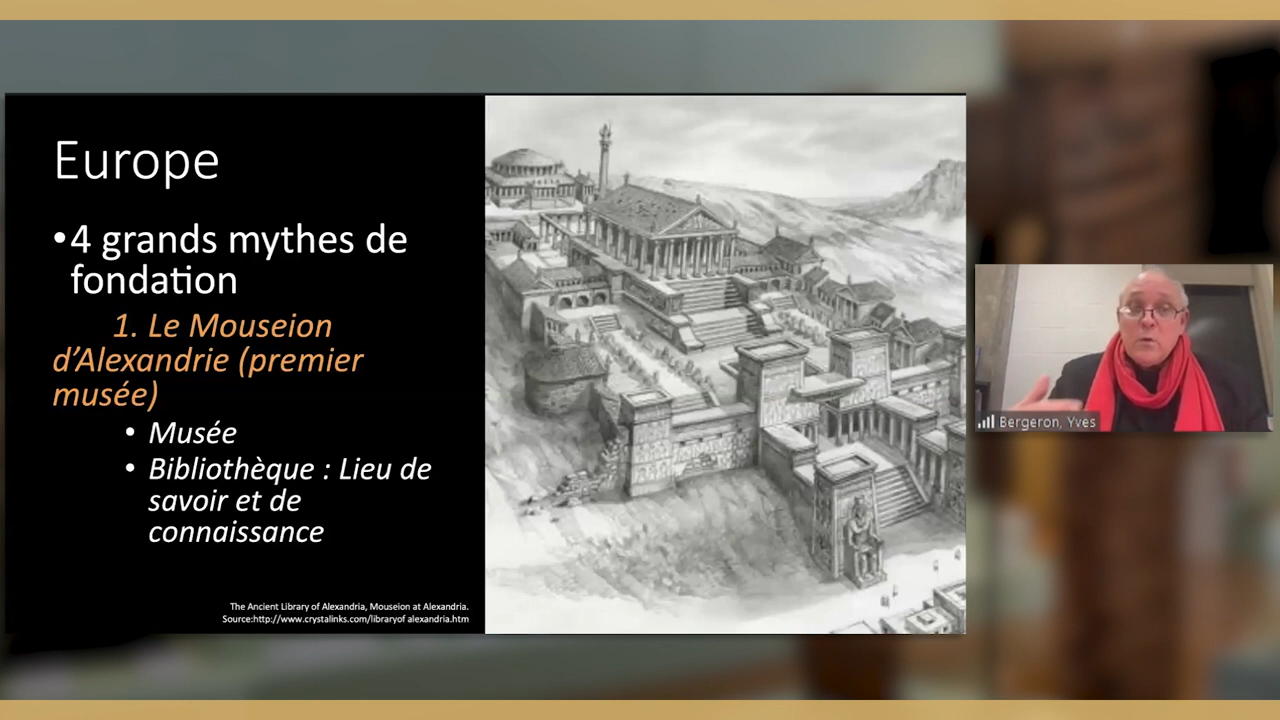 Europe
•4 grands mythes de
fondation
1. Le Mouseion
d’Alexandrie (premier
musée)
• Musée
• Bibliothèque : Lieu de
savoir et de
connaissance
The Ancient Library of Alexandria, Mouseion at Alexandria.
Source:http://www.crystalinks.com/libraryof alexandria.htm
Bergeron, Yves